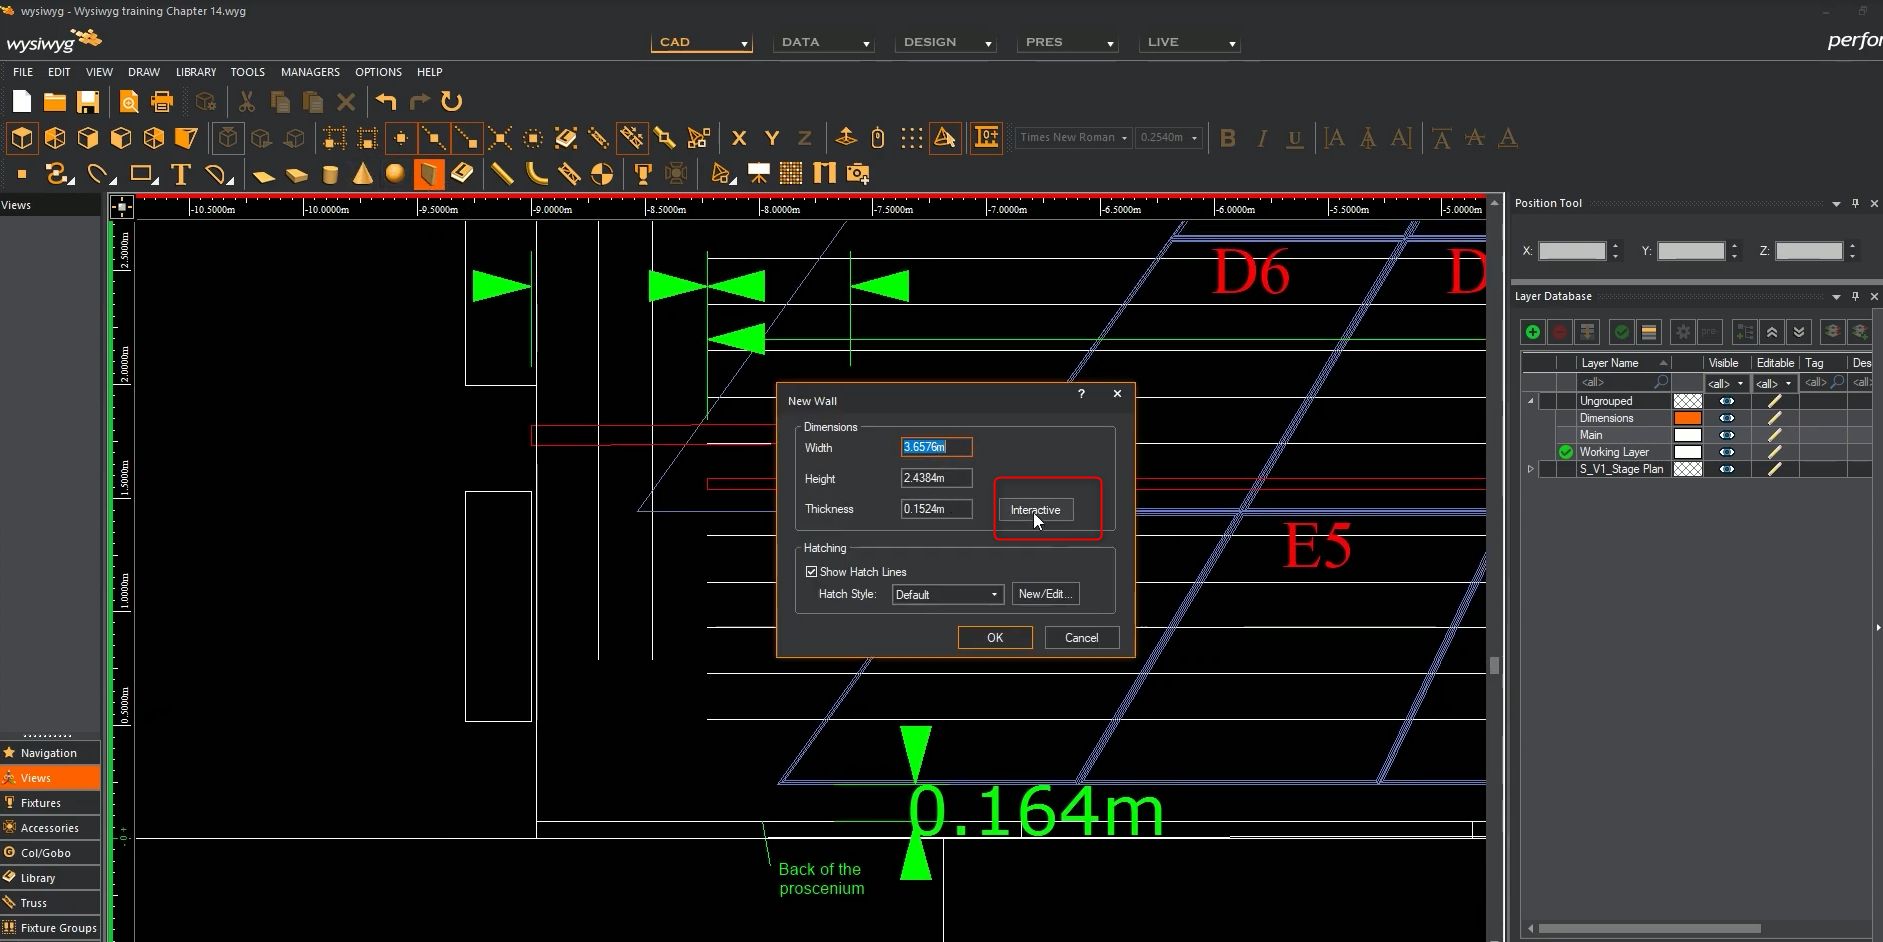 wysiwyg - Wysiwyg training Chapter 14.wyg
wysiwyg
CAD DATA DESIGN PRES LIVE
perfor
FILE EDIT VIEW DRAW LIBRARY TOOLS MANAGERS OPTIONS HELP
X Y Z Times New Roman 0.2540m B I U A A A A A A
T
Views
-10.5000m -10.0000m -9.5000m -9.0000m -8.5000m -8.0000m -7.5000m -7.0000m -6.5000m -6.0000m -5.5000m -5.0000m
2.5000m
2.0000m
1.5000m
1.0000m
0.5000m
-0+
D6
D
E5
New Wall
? ×
Dimensions
Width 3.6576m
Height 2.4384m
Thickness 0.1524m Interactive
Hatching
Show Hatch Lines
Hatch Style: Default New/Edit...
OK Cancel
0.164m
Back of the
proscenium
Position Tool
X: Y: Z:
Layer Database
pre-
Layer Name Visible Editable Tag Des
<all> <all> <all> <all> <all>
Ungrouped
Dimensions
Main
Working Layer
S_V1_Stage Plan
Navigation
Views
Fixtures
Accessories
Col/Gobo
Library
Truss
Fixture Groups